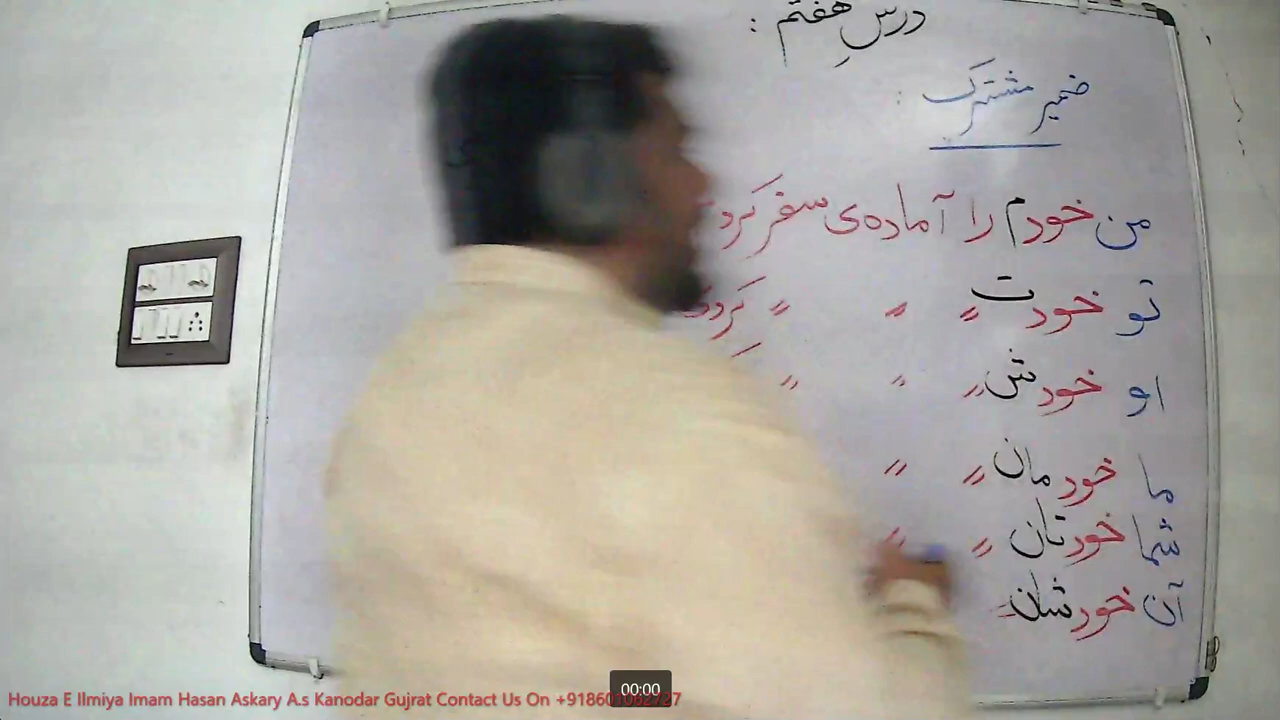 درسِ هفتم :
ضمیر مشترک :
من خودم را آماده‌ی سفر کرد
تو خودت 〃 〃 〃 کرد
او خودش 〃 〃 〃
ما خودمان 〃 〃
شما خودتان 〃 〃
آن خودشان 〃
00:00
Houza E Ilmiya Imam Hasan Askary A.s Kanodar Gujrat Contact Us On